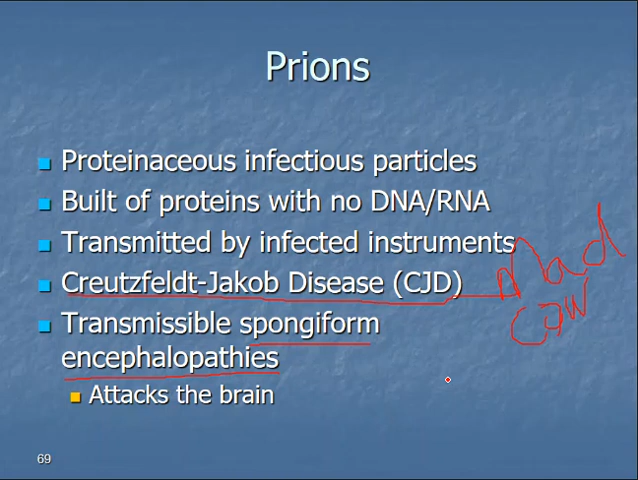 Prions
Proteinaceous infectious particles
Built of proteins with no DNA/RNA
Transmitted by infected instruments
Creutzfeldt-Jakob Disease (CJD)
Mad
Cow
Transmissible spongiform
encephalopathies
Attacks the brain
69